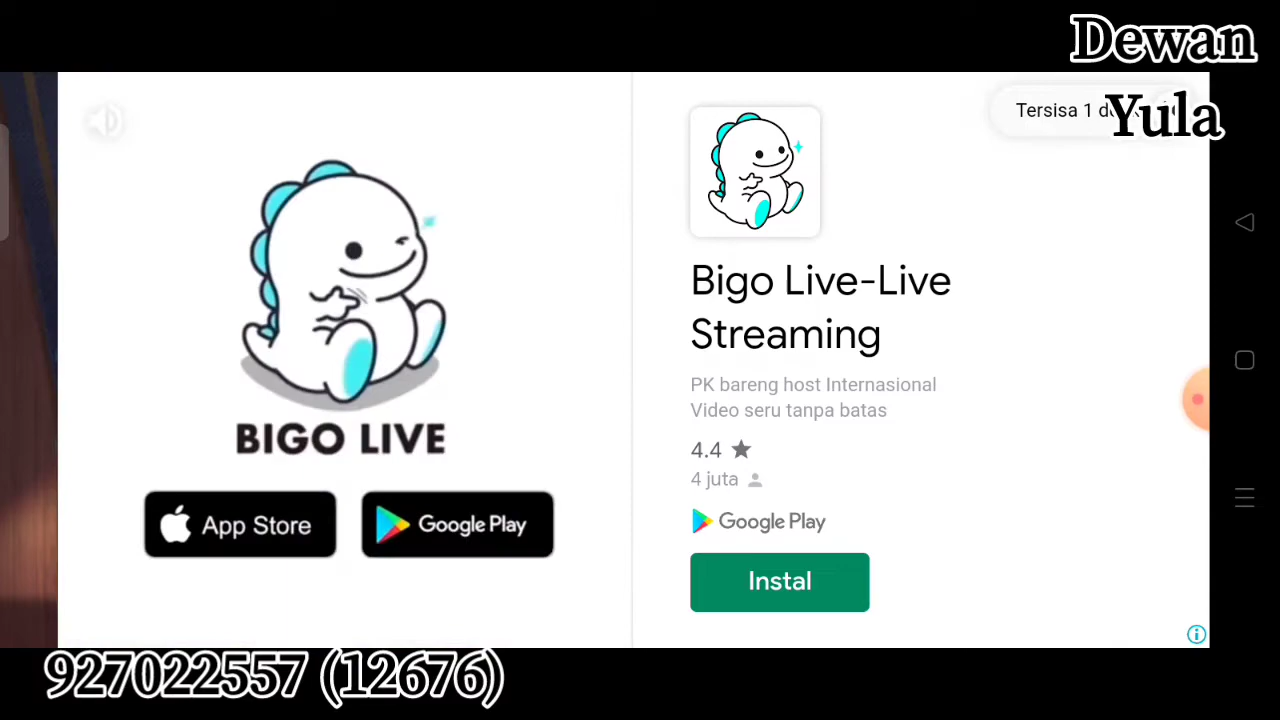 Dewan
Yula
Tersisa 1
BIGO LIVE
App Store
Google Play
Bigo Live-Live
Streaming
PK bareng host Internasional
Video seru tanpa batas
4.4
4 juta
Google Play
Instal
927022557 (12676)